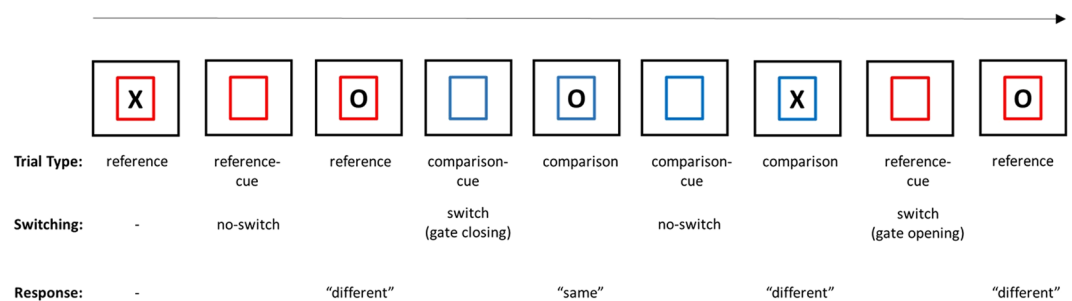 X O O X O
Trial Type: reference reference-cue reference comparison-cue comparison comparison-cue comparison reference-cue reference
Switching: - no-switch switch (gate closing) no-switch switch (gate opening)
Response: - “different” “same” “different” “different”